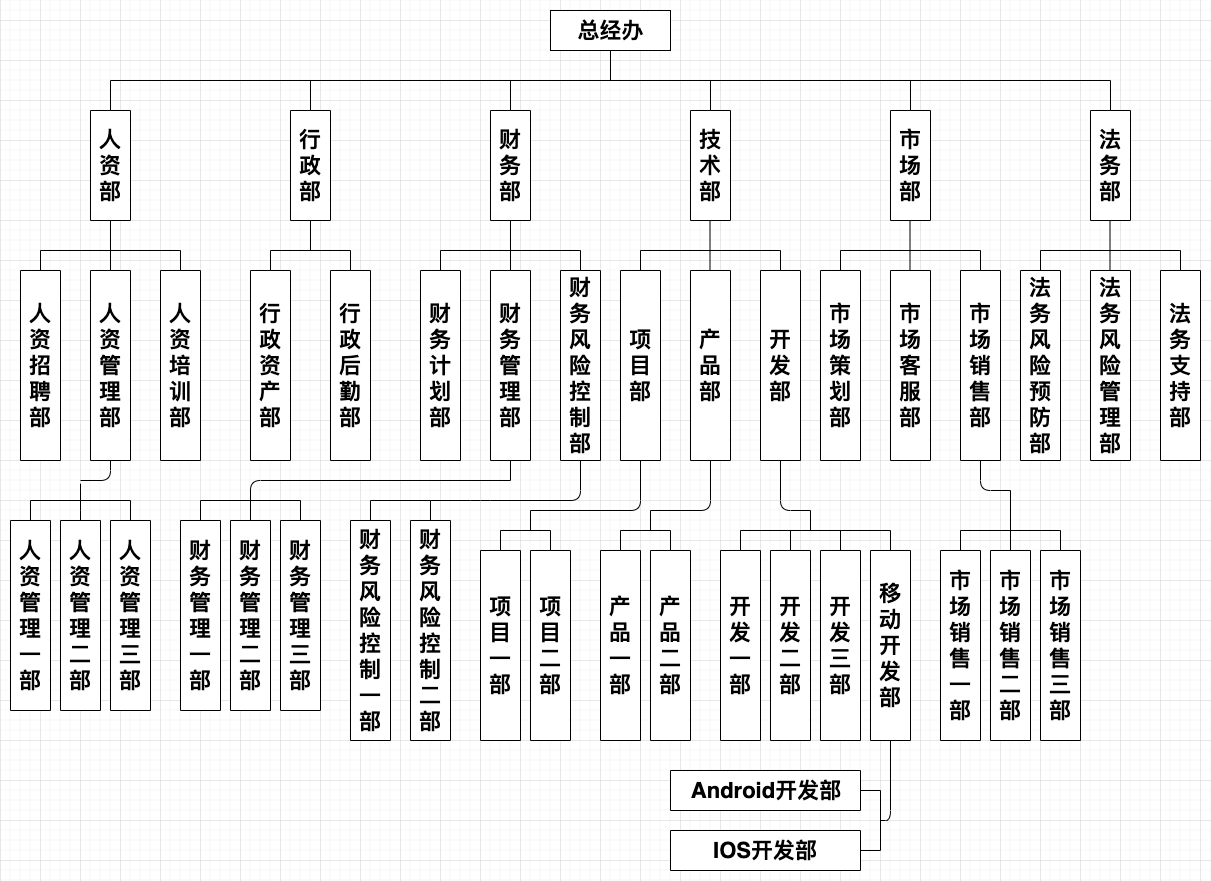 总经办
人资部
行政部
财务部
技术部
市场部
法务部
人资招聘部
人资管理部
人资培训部
行政资产部
行政后勤部
财务计划部
财务管理部
财务风险控制部
项目部
产品部
开发部
市场策划部
市场客服部
市场销售部
法务风险预防部
法务风险管理部
法务支持部
人资管理一部
人资管理二部
人资管理三部
财务管理一部
财务管理二部
财务管理三部
财务风险控制一部
财务风险控制二部
项目一部
项目二部
产品一部
产品二部
开发一部
开发二部
开发三部
移动开发部
市场销售一部
市场销售二部
市场销售三部
Android开发部
IOS开发部